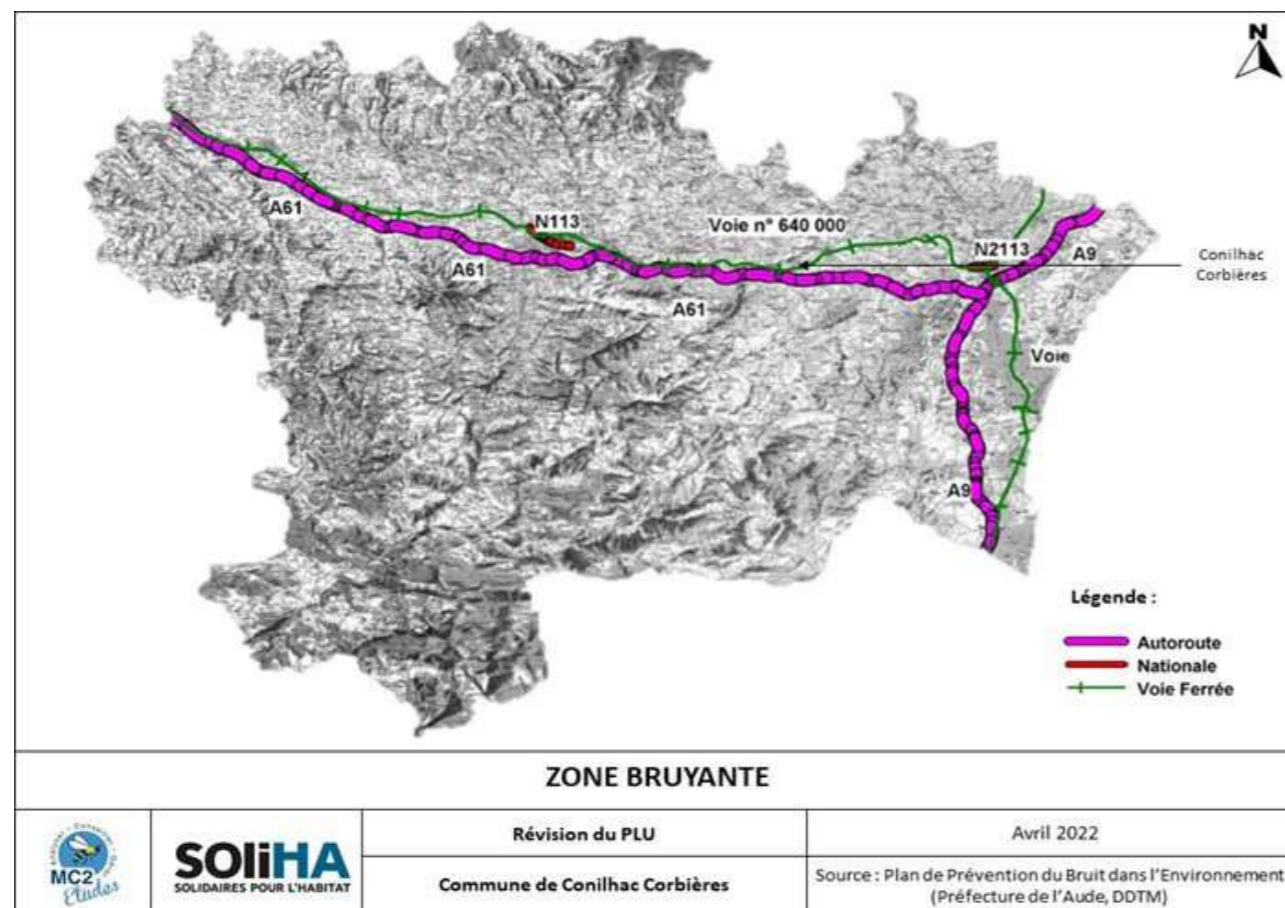 N
A61
N113
Voie n° 640 000
N2113
A9
Conilhac
Corbières
A61
A61
Voie
A9
Légende :
Autoroute
Nationale
Voie Ferrée
ZONE BRUYANTE
MC2
Etudes
SOLiHA
SOLIDAIRES POUR L'HABITAT
Révision du PLU
Avril 2022
Commune de Conilhac Corbières
Source : Plan de Prévention du Bruit dans l'Environnement
(Préfecture de l'Aude, DDTM)